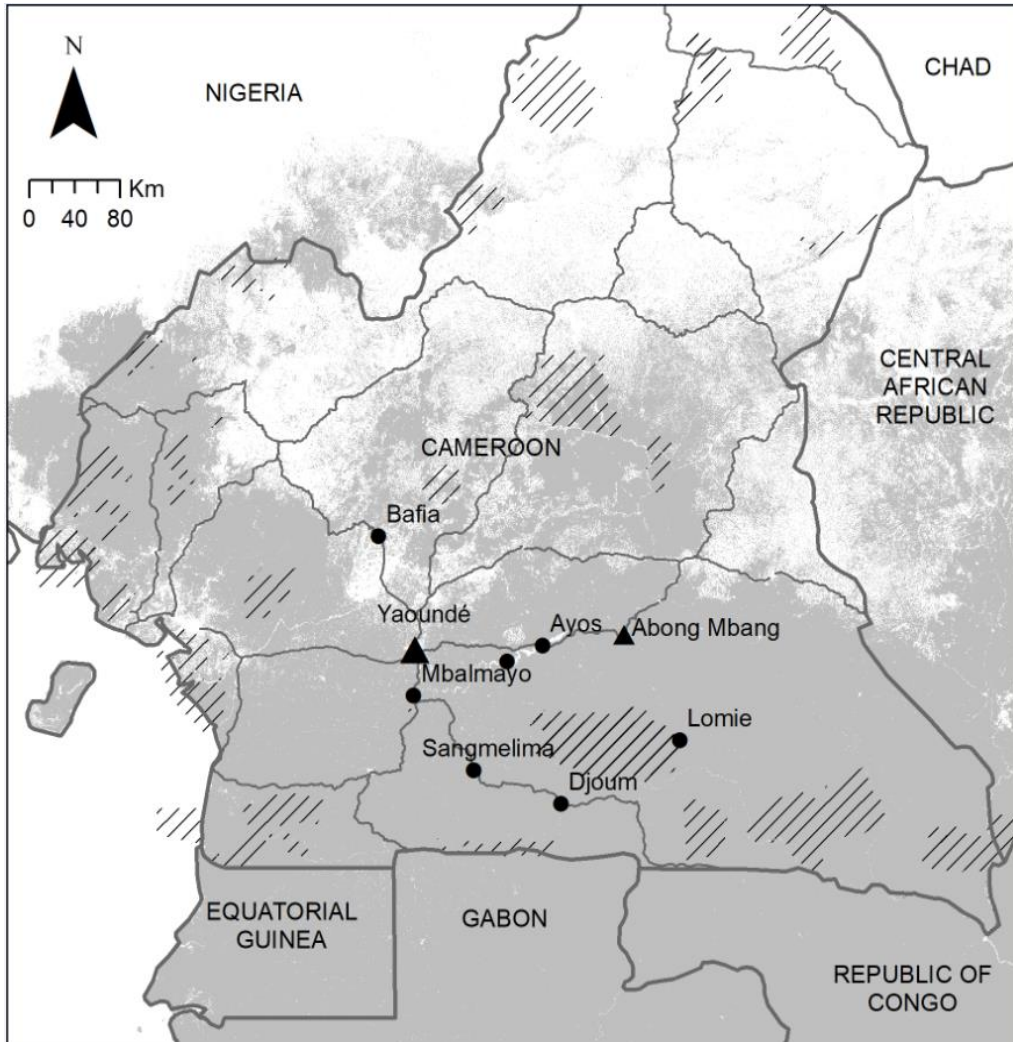 N
NIGERIA
CHAD
Km
0 40 80
CENTRAL
AFRICAN
REPUBLIC
CAMEROON
Bafia
Yaoundé
Ayos
Abong Mbang
Mbalmayo
Lomie
Sangmelima
Djoum
EQUATORIAL
GUINEA
GABON
REPUBLIC OF
CONGO